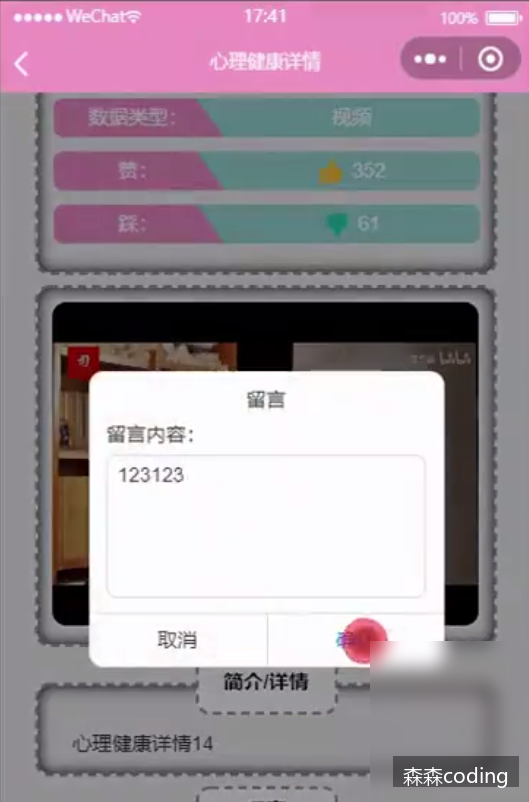 WeChat 17:41 100%
心理健康详情
数据类型： 视频
赞： 352
踩： 61
留言
留言内容：
123123
取消
简介/详情
心理健康详情14
森森coding